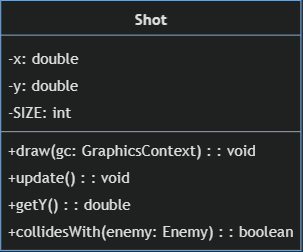 Shot
-x: double
-y: double
-SIZE: int
+draw(gc: GraphicsContext) : : void
+update() : : void
+getY() : : double
+collidesWith(enemy: Enemy) : : boolean